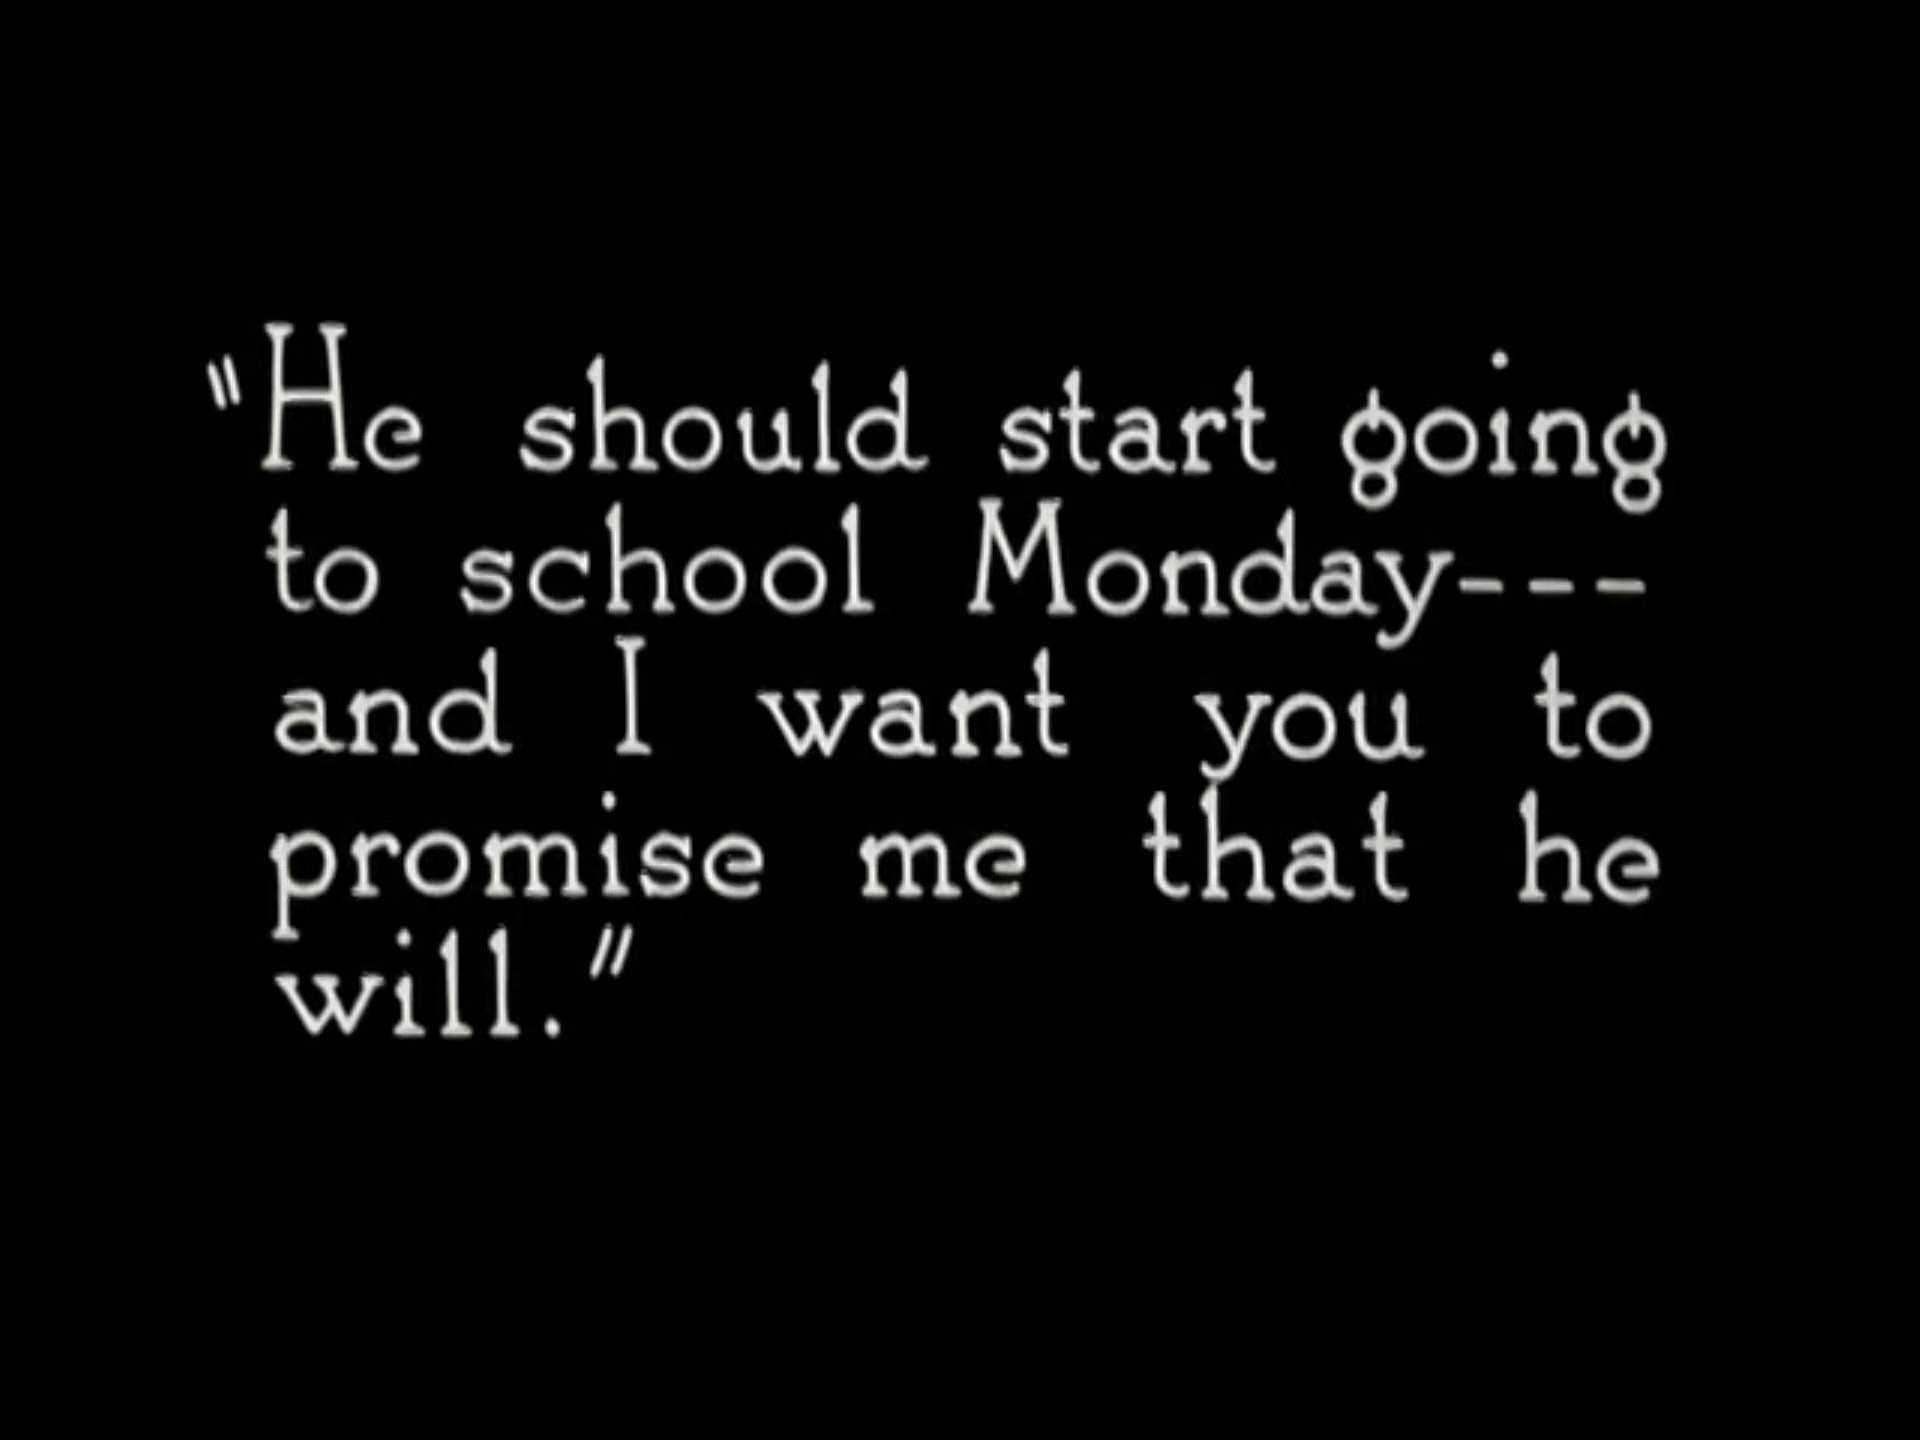 "He should start going
to school Monday---
and I want you to
promise me that he
will."